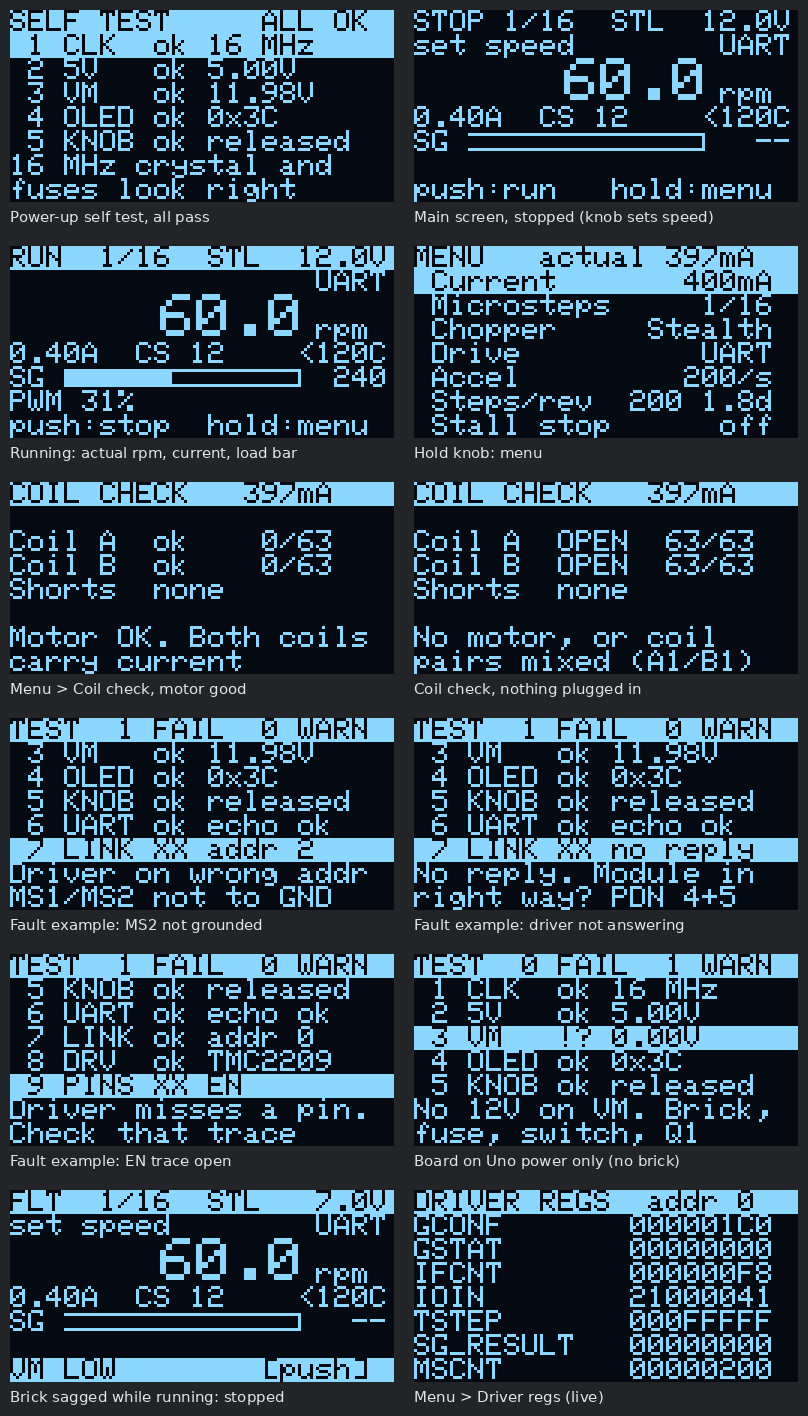 SELF TEST     ALL OK
1 CLK  ok 16 MHz
2 5V   ok 5.00V
3 VM   ok 11.98V
4 OLED ok 0x3C
5 KNOB ok released
16 MHz crystal and
fuses look right
Power-up self test, all pass
STOP 1/16  STL  12.0V
set speed        UART
60.0 rpm
0.40A  CS 12    <120C
SG --
push:run   hold:menu
Main screen, stopped (knob sets speed)
RUN  1/16  STL  12.0V
UART
60.0 rpm
0.40A  CS 12    <120C
SG 240
PWM 31%
push:stop  hold:menu
Running: actual rpm, current, load bar
MENU   actual 397mA
Current       400mA
Microsteps     1/16
Chopper     Stealth
Drive          UART
Accel         200/s
Steps/rev  200 1.8d
Stall stop      off
Hold knob: menu
COIL CHECK   397mA
Coil A  ok    0/63
Coil B  ok    0/63
Shorts  none
Motor OK. Both coils
carry current
Menu > Coil check, motor good
COIL CHECK   397mA
Coil A  OPEN  63/63
Coil B  OPEN  63/63
Shorts  none
No motor, or coil
pairs mixed (A1/B1)
Coil check, nothing plugged in
TEST  1 FAIL  0 WARN
3 VM   ok 11.98V
4 OLED ok 0x3C
5 KNOB ok released
6 UART ok echo ok
7 LINK XX addr 2
Driver on wrong addr
MS1/MS2 not to GND
Fault example: MS2 not grounded
TEST  1 FAIL  0 WARN
3 VM   ok 11.98V
4 OLED ok 0x3C
5 KNOB ok released
6 UART ok echo ok
7 LINK XX no reply
No reply. Module in
right way? PDN 4+5
Fault example: driver not answering
TEST  1 FAIL  0 WARN
5 KNOB ok released
6 UART ok echo ok
7 LINK ok addr 0
8 DRV  ok TMC2209
9 PINS XX EN
Driver misses a pin.
Check that trace
Fault example: EN trace open
TEST  0 FAIL  1 WARN
1 CLK  ok 16 MHz
2 5V   ok 5.00V
3 VM   !? 0.00V
4 OLED ok 0x3C
5 KNOB ok released
No 12V on VM. Brick,
fuse, switch, Q1
Board on Uno power only (no brick)
FLT  1/16  STL   7.0V
set speed        UART
60.0 rpm
0.40A  CS 12    <120C
SG --
VM LOW        [push]
Brick sagged while running: stopped
DRIVER REGS  addr 0
GCONF       000001C0
GSTAT       00000000
IFCNT       000000F8
IOIN        21000041
TSTEP       000FFFFF
SG_RESULT   00000000
MSCNT       00000200
Menu > Driver regs (live)